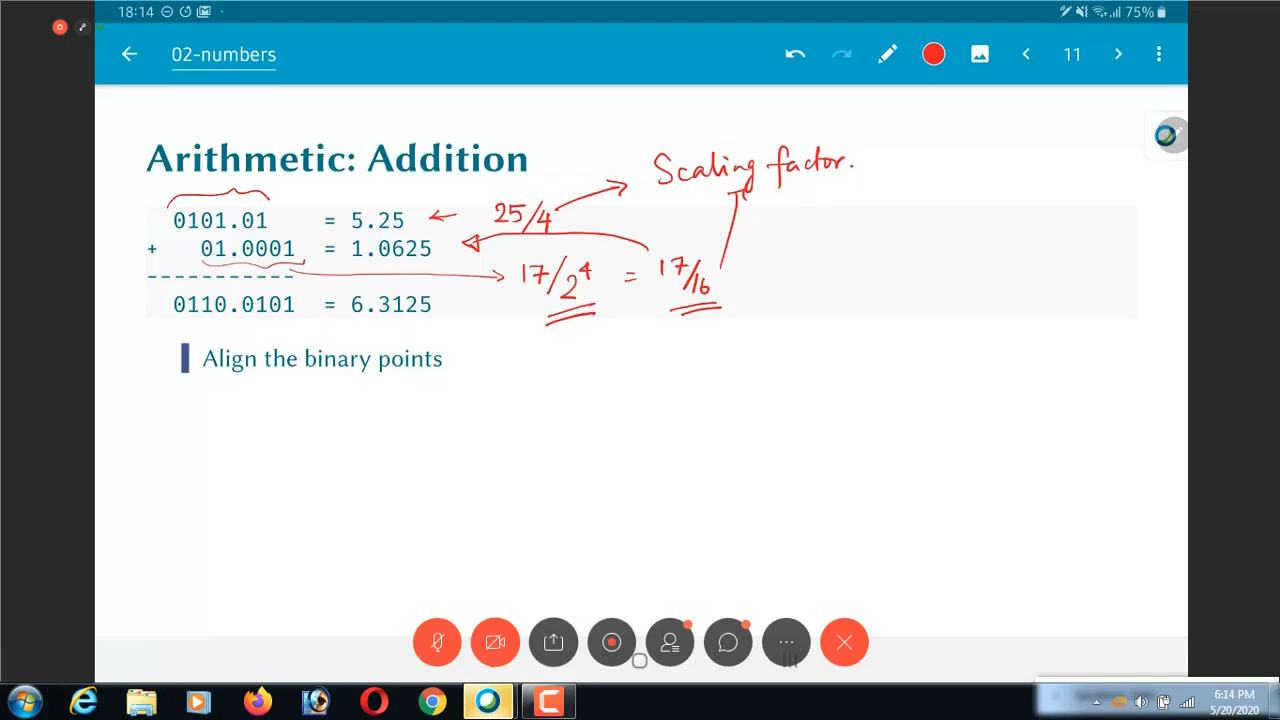 18:14
75%
02-numbers
11
Arithmetic: Addition
Scaling factor.
0101.01 = 5.25 25/4
+ 01.0001 = 1.0625
----------- 17/2⁴ = 17/16
0110.0101 = 6.3125
Align the binary points
6:14 PM
5/20/2020